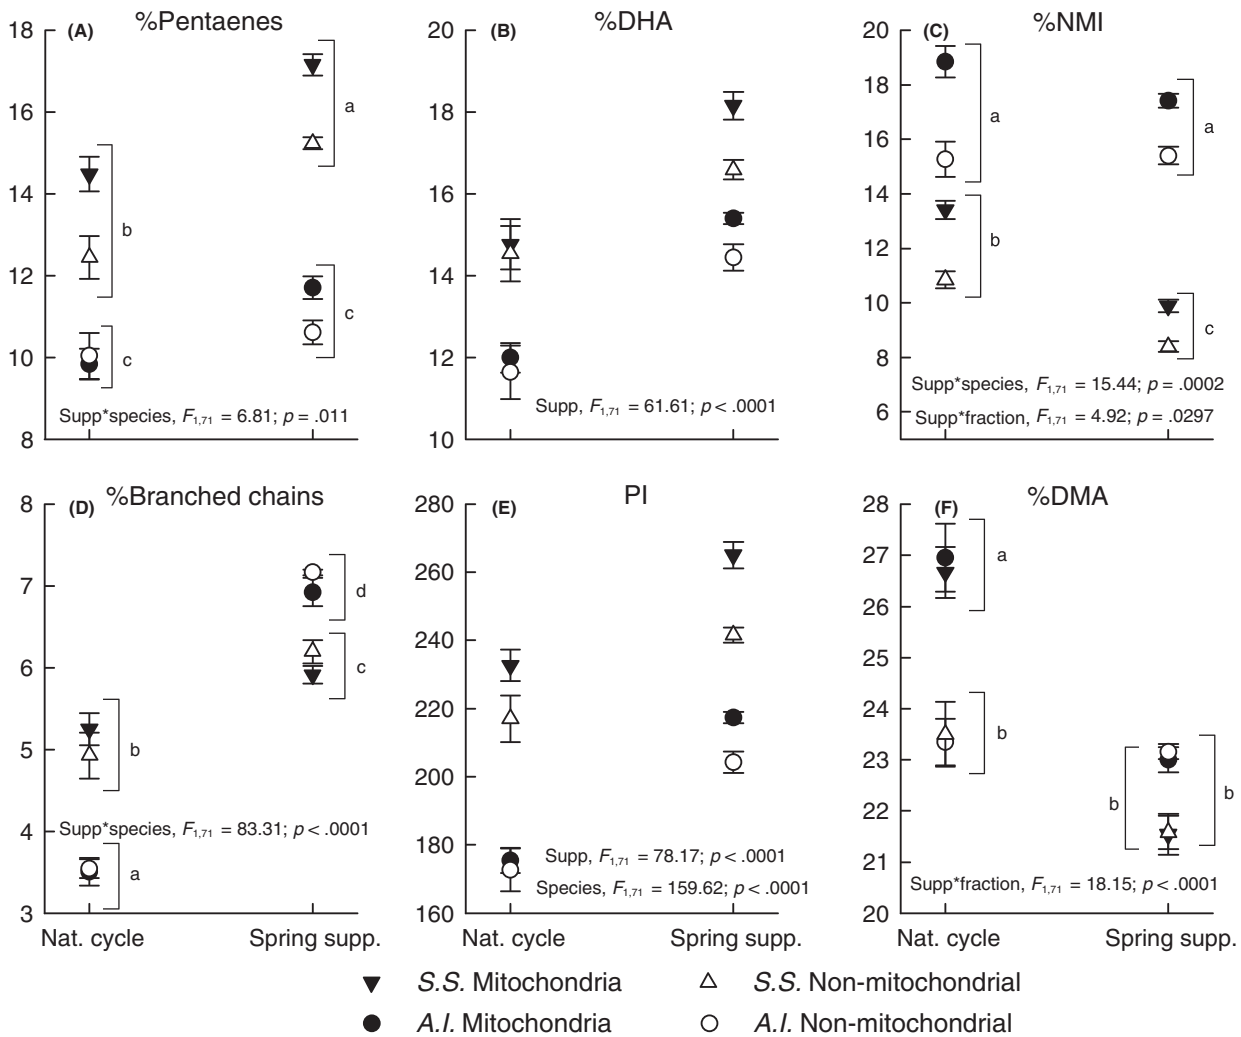 (A) %Pentaenes
18
16
14
12
10
8
a
b
c
c
Supp*species, F1,71 = 6.81; p = .011
(B) %DHA
20
18
16
14
12
10
Supp, F1,71 = 61.61; p < .0001
(C) %NMI
20
18
16
14
12
10
8
6
a
a
b
c
Supp*species, F1,71 = 15.44; p = .0002
Supp*fraction, F1,71 = 4.92; p = .0297
(D) %Branched chains
8
7
6
5
4
3
d
c
b
a
Supp*species, F1,71 = 83.31; p < .0001
Nat. cycle Spring supp.
(E) PI
280
260
240
220
200
180
160
Supp, F1,71 = 78.17; p < .0001
Species, F1,71 = 159.62; p < .0001
Nat. cycle Spring supp.
(F) %DMA
28
27
26
25
24
23
22
21
20
a
b
b
b
Supp*fraction, F1,71 = 18.15; p < .0001
Nat. cycle Spring supp.
S.S. Mitochondria S.S. Non-mitochondrial
A.I. Mitochondria A.I. Non-mitochondrial